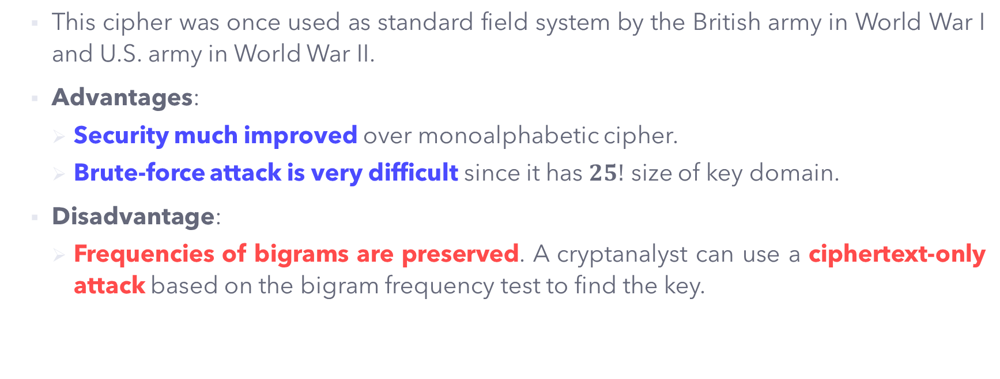 This cipher was once used as standard field system by the British army in World War I
and U.S. army in World War II.
Advantages:
Security much improved over monoalphabetic cipher.
Brute-force attack is very difficult since it has 25! size of key domain.
Disadvantage:
Frequencies of bigrams are preserved. A cryptanalyst can use a ciphertext-only
attack based on the bigram frequency test to find the key.